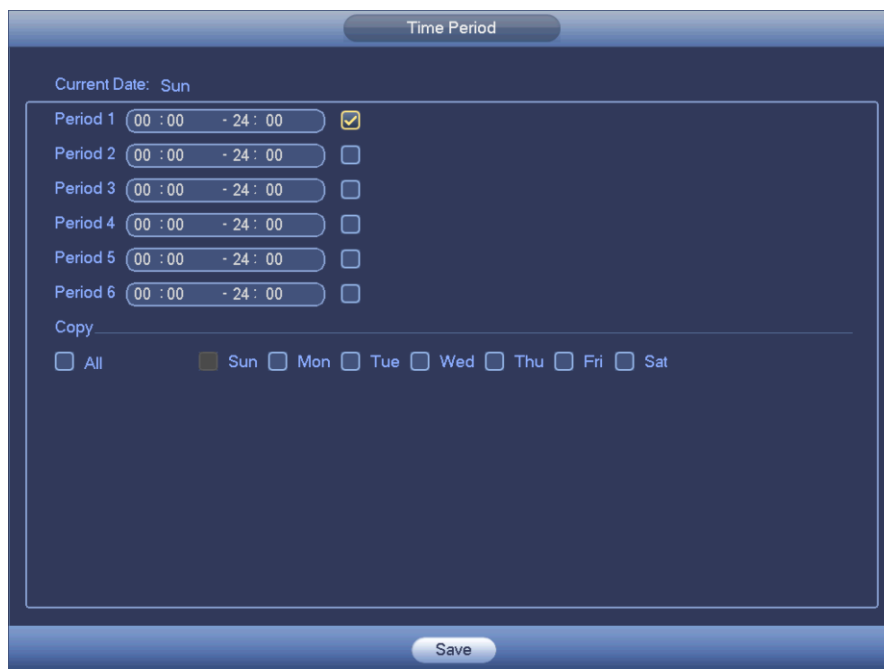 Time Period
Current Date: Sun
Period 1 00 :00 - 24 : 00
Period 2 00 :00 - 24 : 00
Period 3 00 :00 - 24 : 00
Period 4 00 :00 - 24 : 00
Period 5 00 :00 - 24 : 00
Period 6 00 :00 - 24 : 00
Copy
All Sun Mon Tue Wed Thu Fri Sat
Save